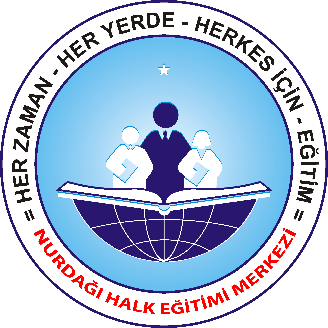 = HER ZAMAN - HER YERDE - HERKES İÇİN - EĞİTİM =
NURDAĞI HALK EĞİTİMİ MERKEZİ